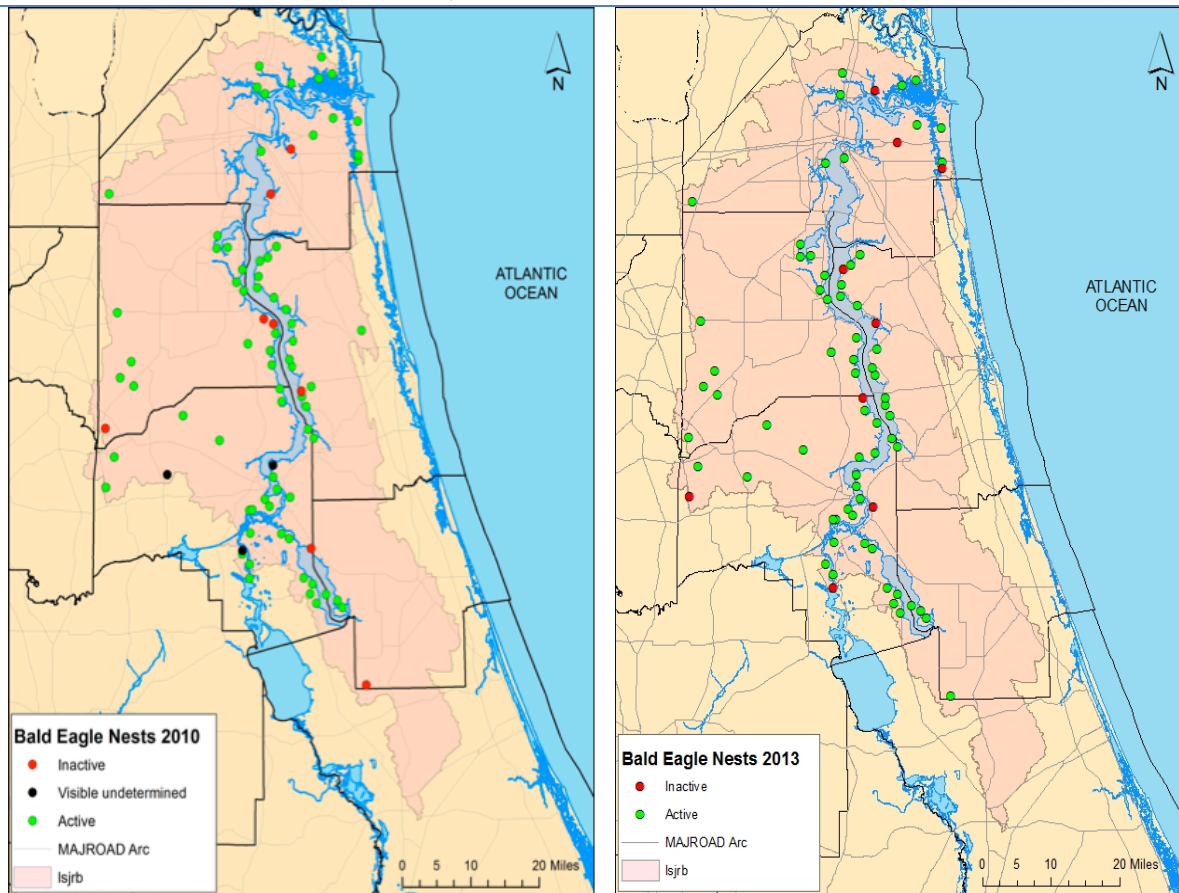 N
ATLANTIC
OCEAN
Bald Eagle Nests 2010
Inactive
Visible undetermined
Active
MAJROAD Arc
lsjrb
0 5 10 20 Miles
N
ATLANTIC
OCEAN
Bald Eagle Nests 2013
Inactive
Active
MAJROAD Arc
lsjrb
0 5 10 20 Miles